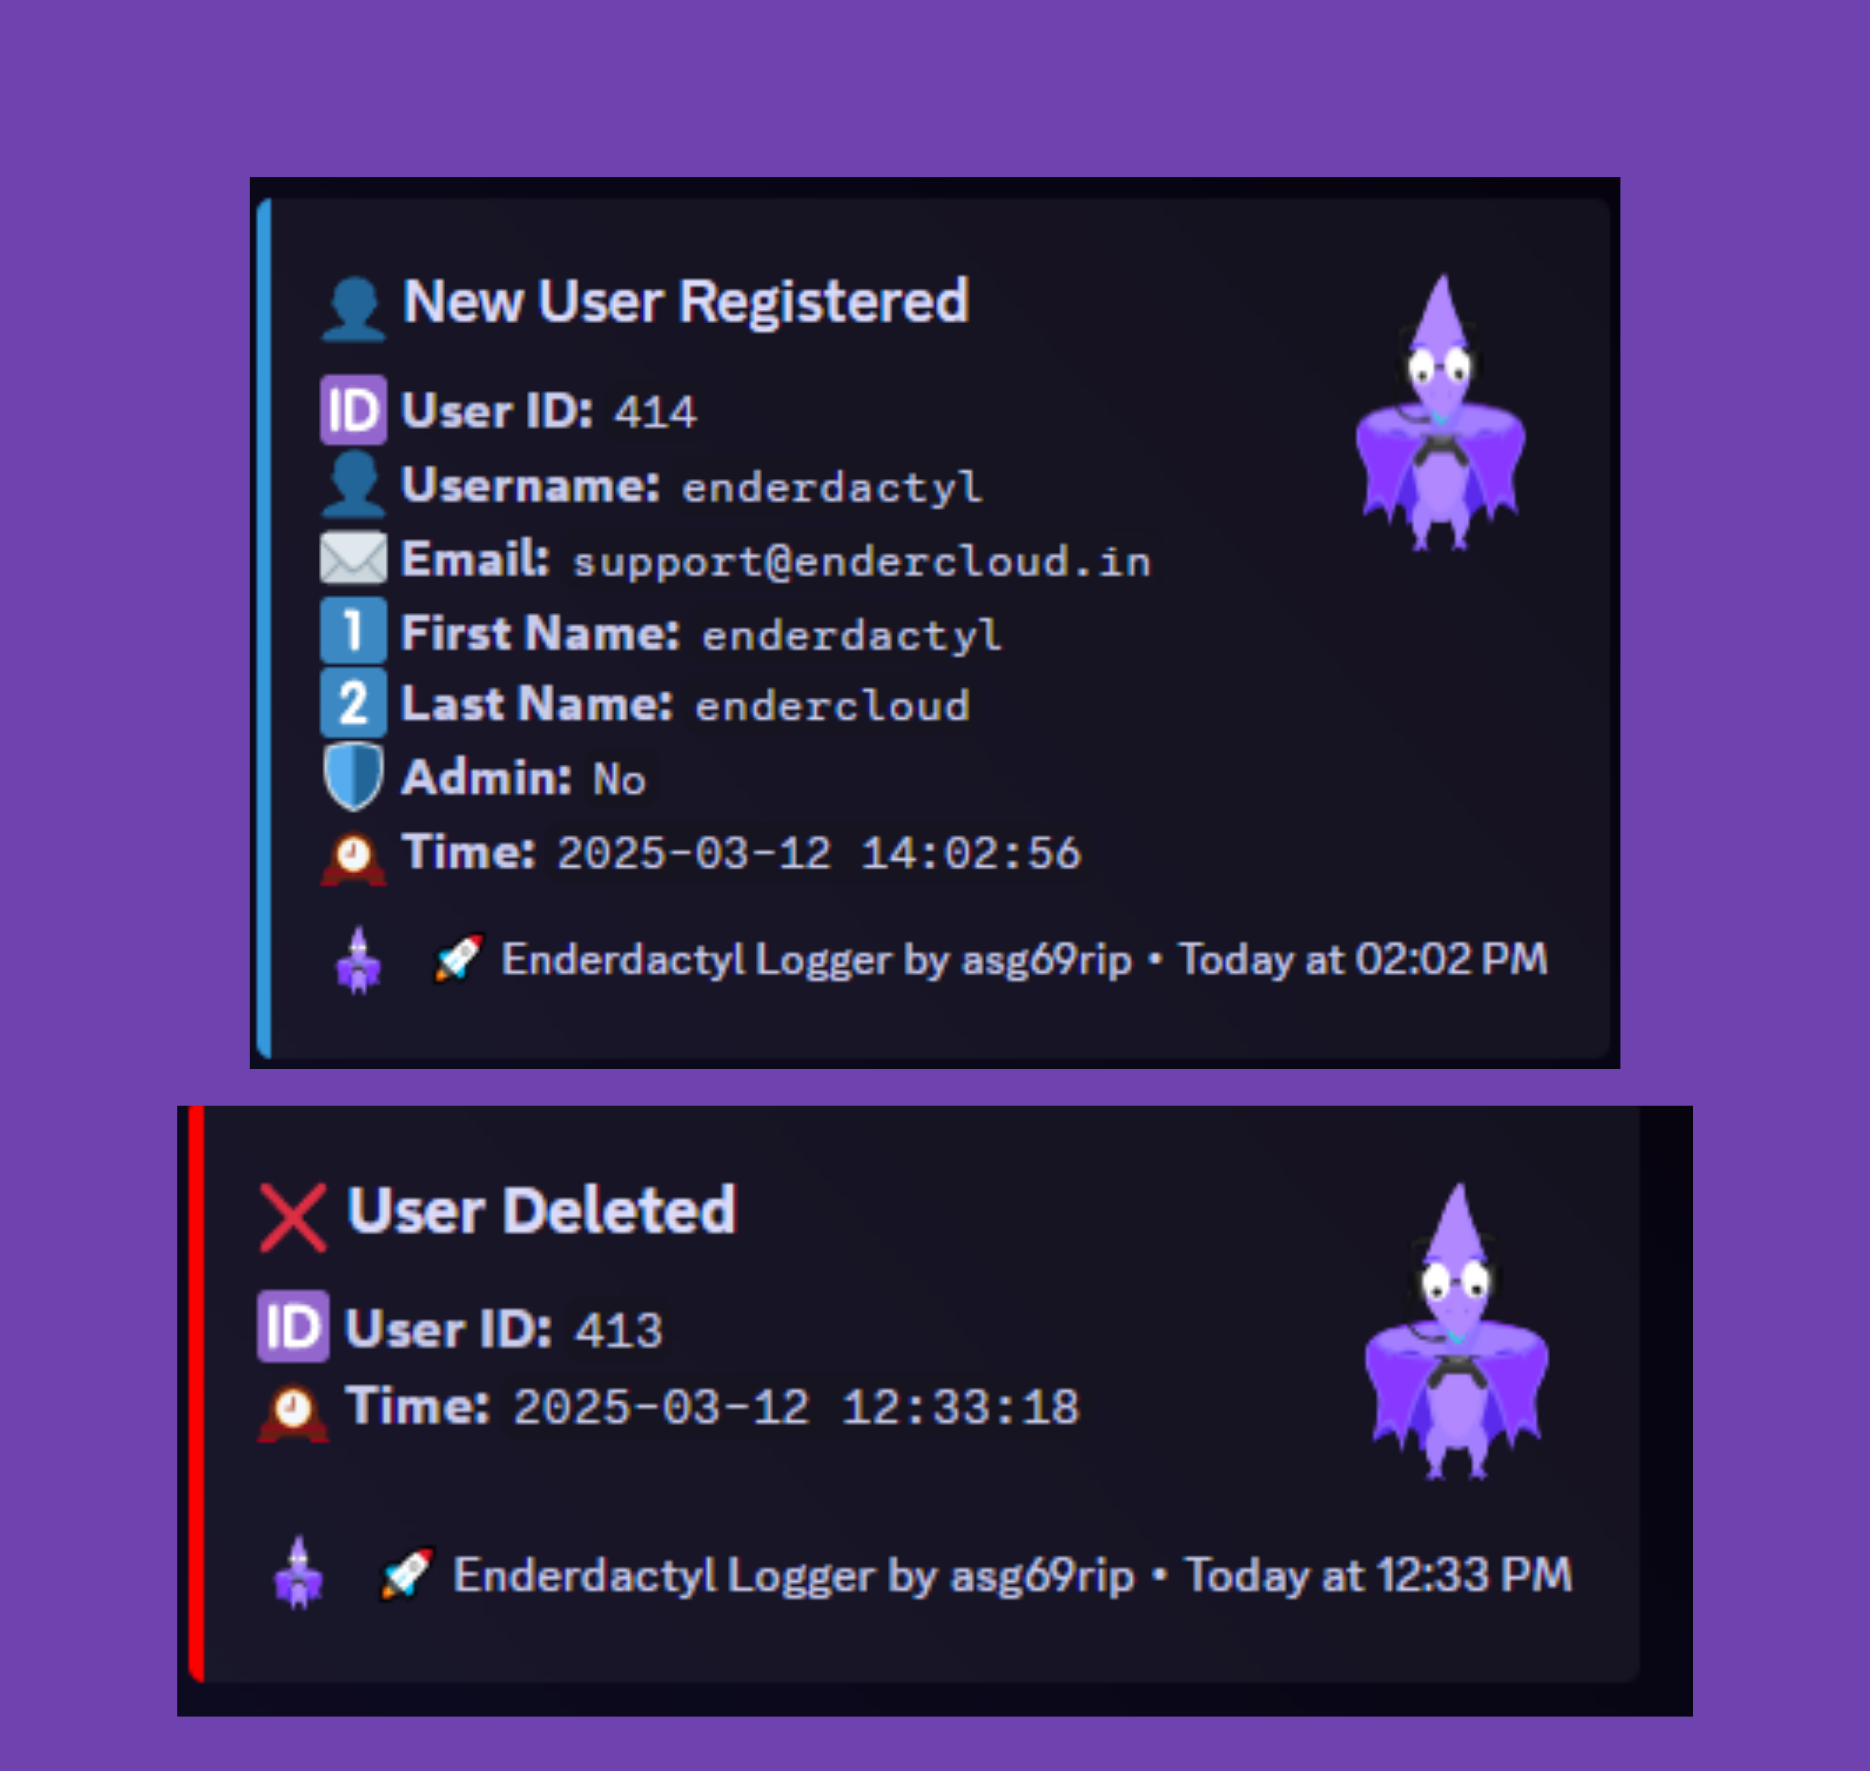 New User Registered
ID User ID: 414
Username: enderdactyl
Email: support@endercloud.in
1 First Name: enderdactyl
2 Last Name: endercloud
Admin: No
Time: 2025-03-12 14:02:56
Enderdactyl Logger by asg69rip • Today at 02:02 PM
User Deleted
ID User ID: 413
Time: 2025-03-12 12:33:18
Enderdactyl Logger by asg69rip • Today at 12:33 PM